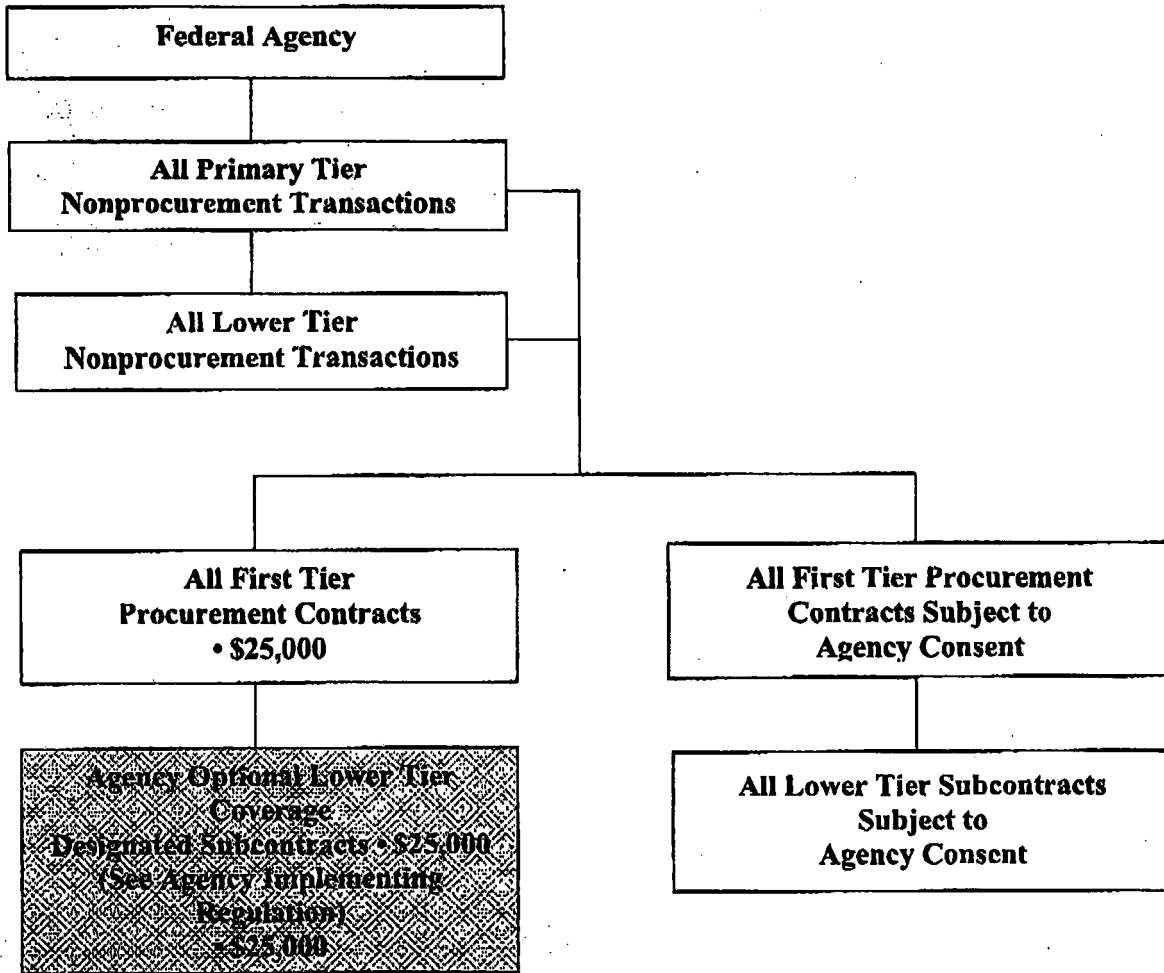 Federal Agency
All Primary Tier
Nonprocurement Transactions
All Lower Tier
Nonprocurement Transactions
All First Tier
Procurement Contracts
• $25,000
All First Tier Procurement
Contracts Subject to
Agency Consent
Agency Optional Lower Tier
Coverage
Designated Subcontracts • $25,000
(See Agency Implementing
Regulation)
• $25,000
All Lower Tier Subcontracts
Subject to
Agency Consent